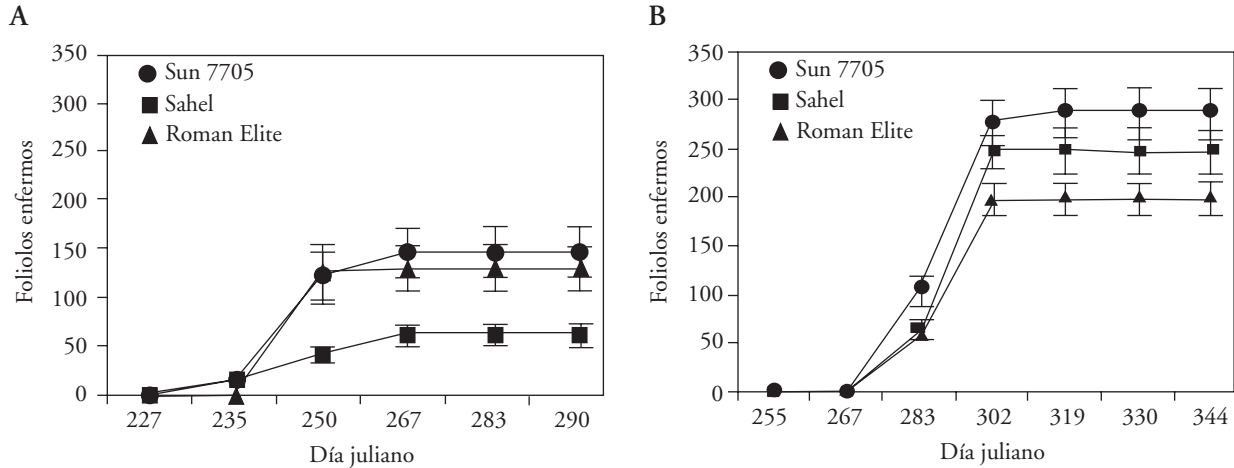 A
350
300
250
200
150
100
50
0
Foliolos enfermos
Sun 7705
Sahel
Roman Elite
227 235 250 267 283 290
Día juliano
B
350
300
250
200
150
100
50
0
Foliolos enfermos
Sun 7705
Sahel
Roman Elite
255 267 283 302 319 330 344
Día juliano